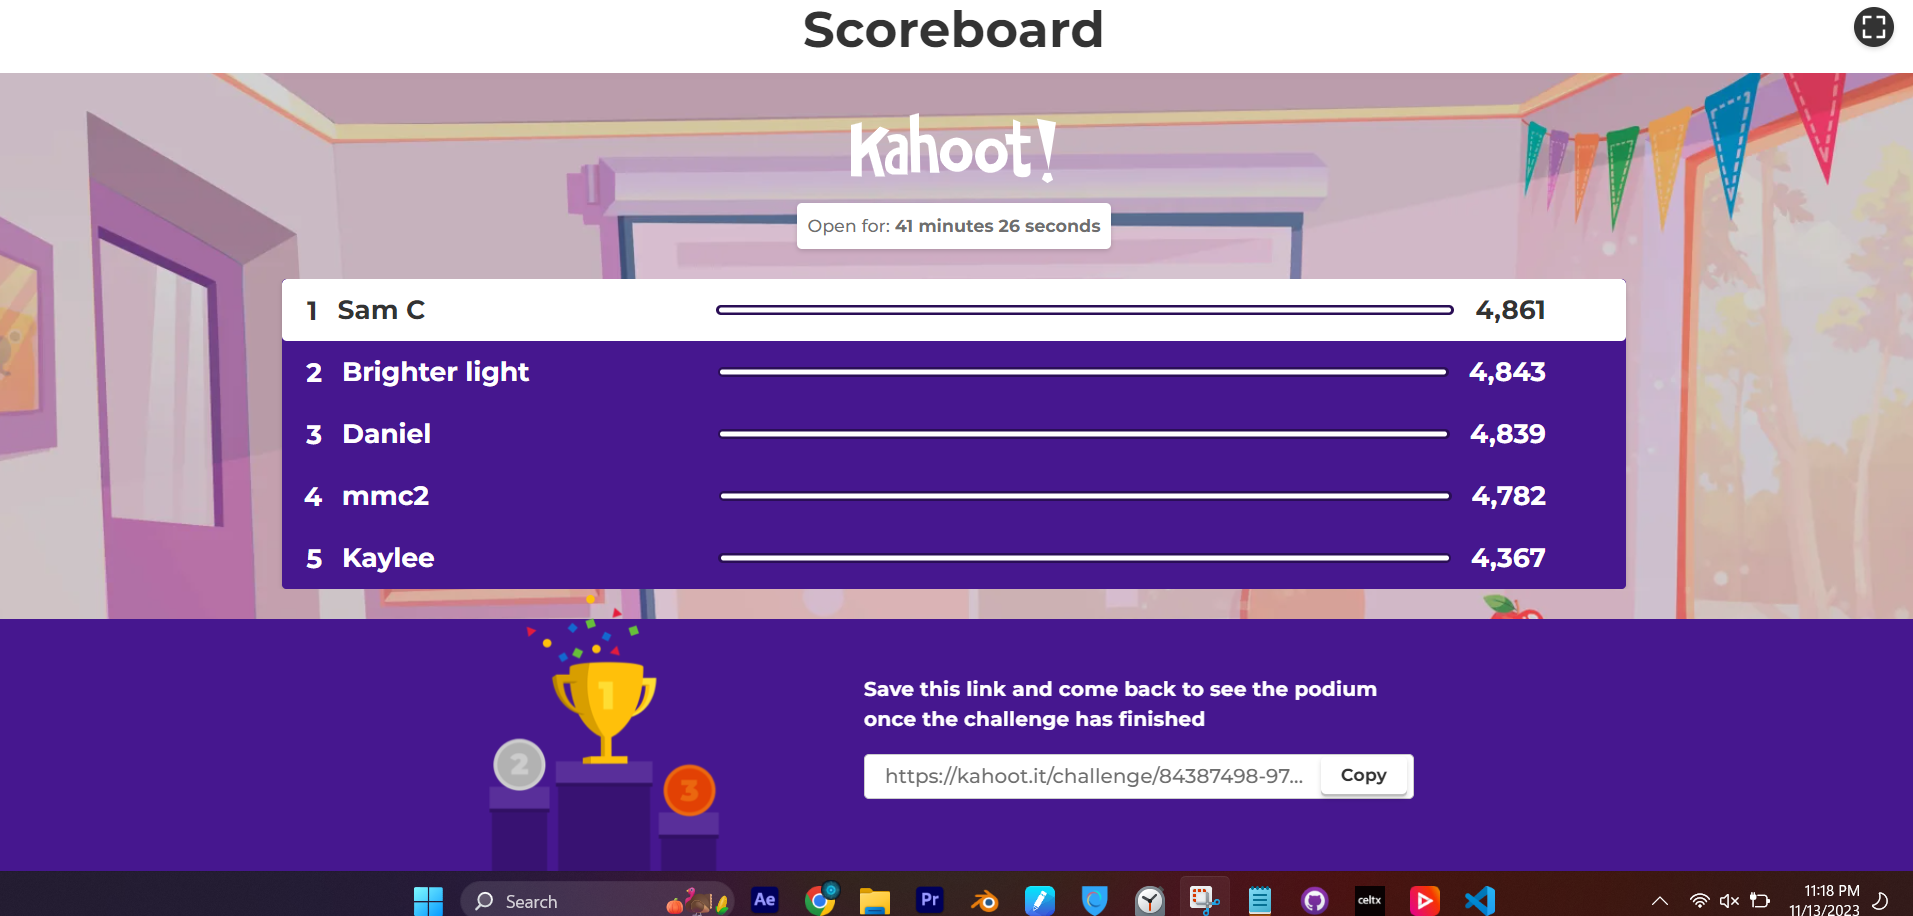 Scoreboard
Kahoot!
Open for: 41 minutes 26 seconds
1 Sam C 4,861
2 Brighter light 4,843
3 Daniel 4,839
4 mmc2 4,782
5 Kaylee 4,367
1
2
3
Save this link and come back to see the podium
once the challenge has finished
https://kahoot.it/challenge/84387498-97... Copy
Search Ae Pr celtx 11:18 PM
11/13/2023